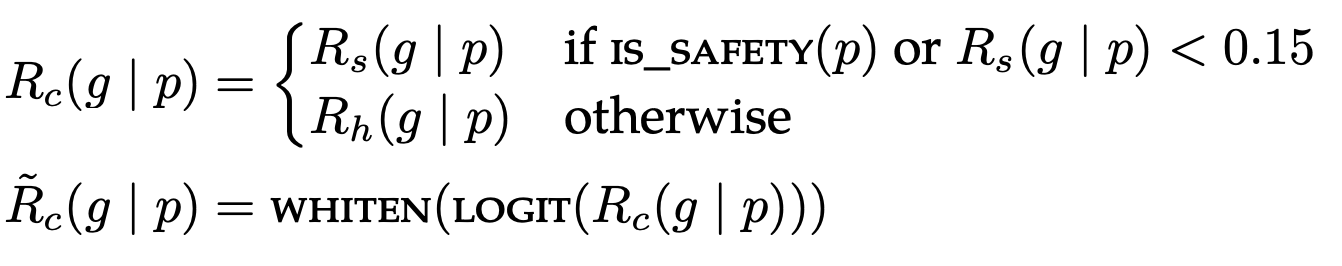 R_c(g | p) = { R_s(g | p) if IS_SAFETY(p) or R_s(g | p) < 0.15
R_h(g | p) otherwise
R̃_c(g | p) = WHITEN(LOGIT(R_c(g | p)))